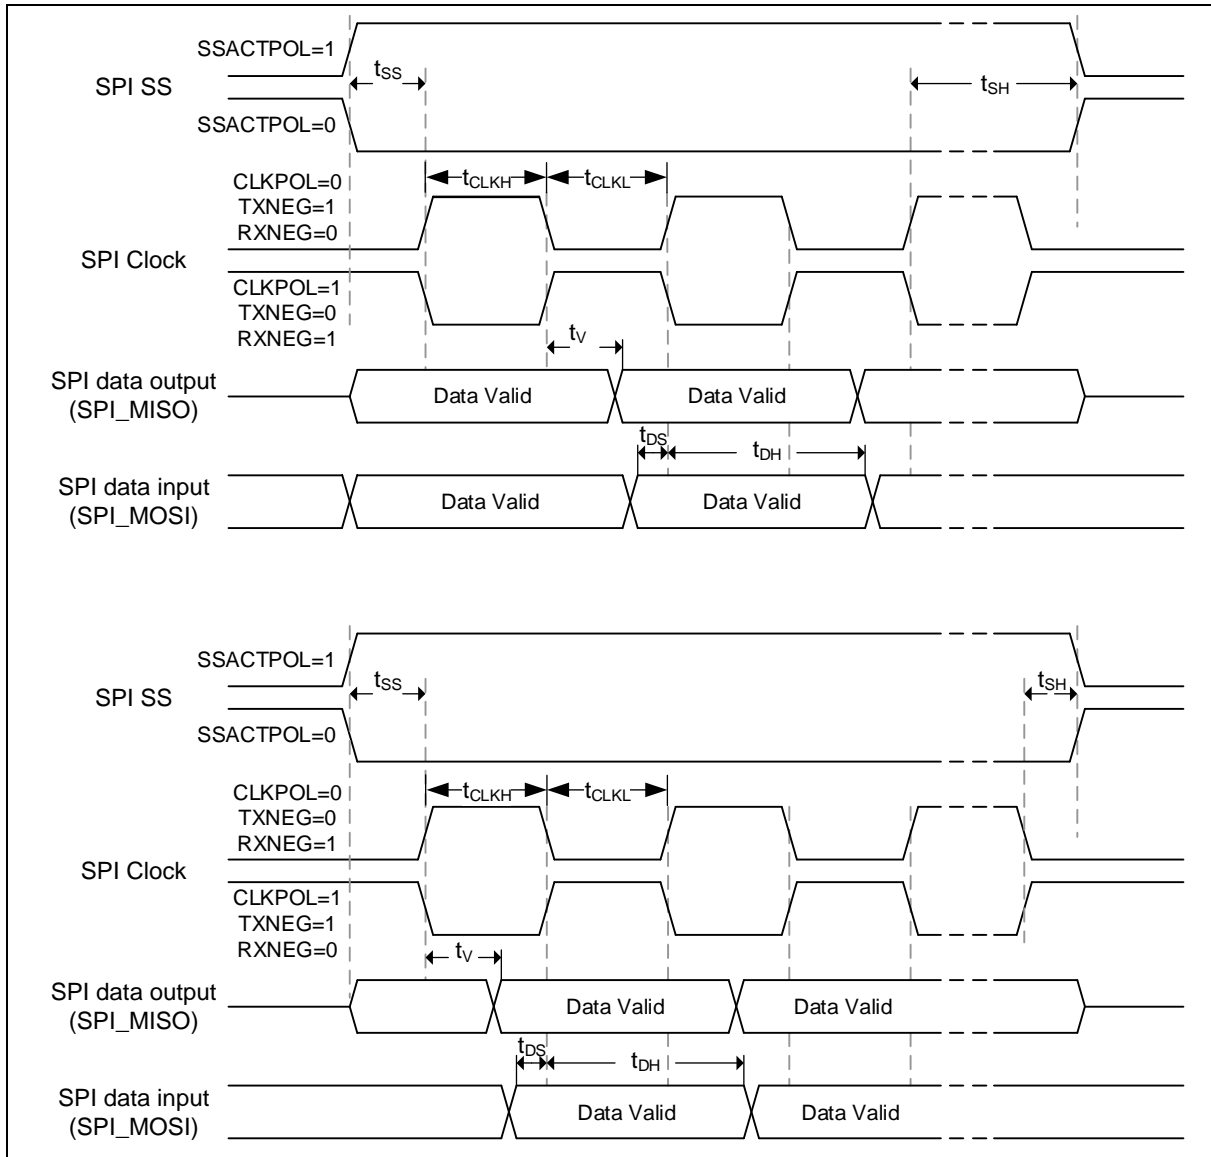 SSACTPOL=1
SPI SS
tSS
tSH
SSACTPOL=0
CLKPOL=0
TXNEG=1
RXNEG=0
tCLKH
tCLKL
SPI Clock
CLKPOL=1
TXNEG=0
RXNEG=1
tV
SPI data output
(SPI_MISO)
Data Valid
Data Valid
tDS
tDH
SPI data input
(SPI_MOSI)
Data Valid
Data Valid
SSACTPOL=1
SPI SS
tSS
tSH
SSACTPOL=0
CLKPOL=0
TXNEG=0
RXNEG=1
tCLKH
tCLKL
SPI Clock
CLKPOL=1
TXNEG=1
RXNEG=0
tV
SPI data output
(SPI_MISO)
Data Valid
Data Valid
tDS
tDH
SPI data input
(SPI_MOSI)
Data Valid
Data Valid